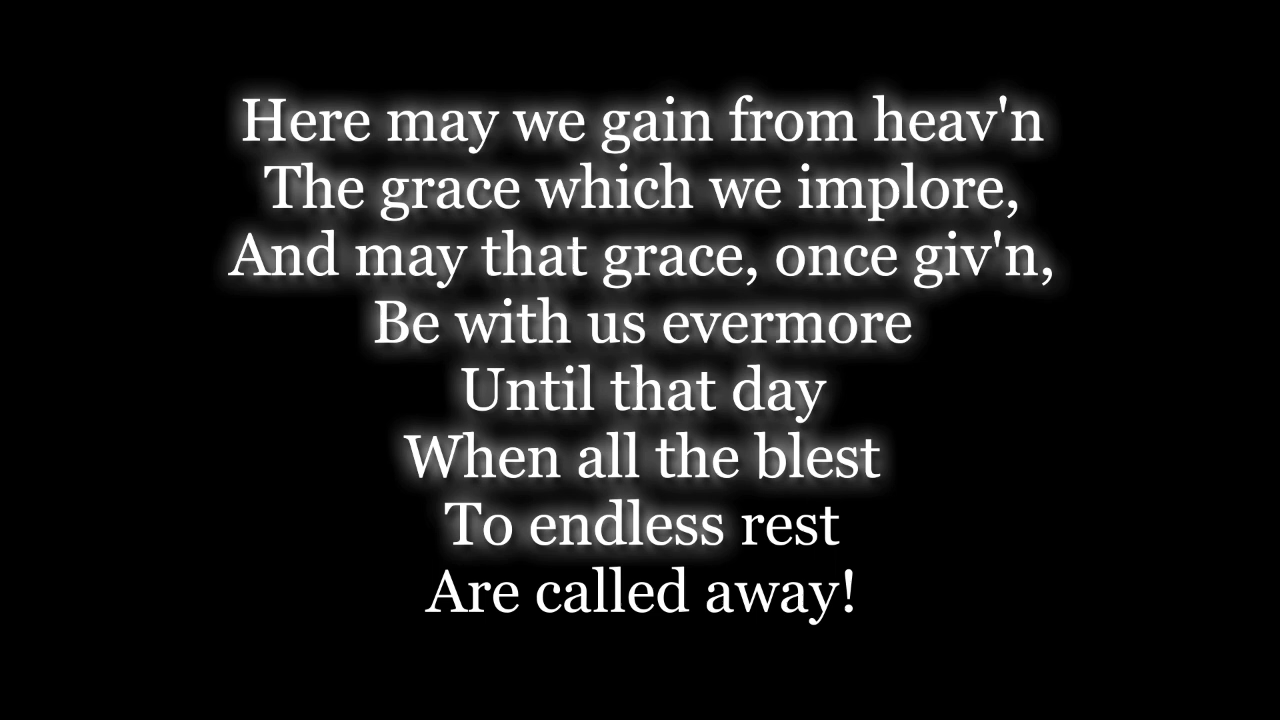 Here may we gain from heav'n
The grace which we implore,
And may that grace, once giv'n,
Be with us evermore
Until that day
When all the blest
To endless rest
Are called away!